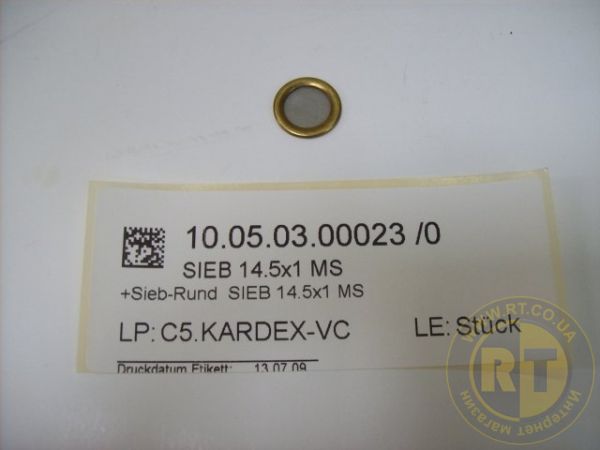 10.05.03.00023 /0
SIEB 14.5x1 MS
+Sieb-Rund SIEB 14.5x1 MS
LP: C5.KARDEX-VC LE: Stück
Druckdatum Etikett: 13.07.09
WWW.RT.CO.UA
RT
Интернет магазин